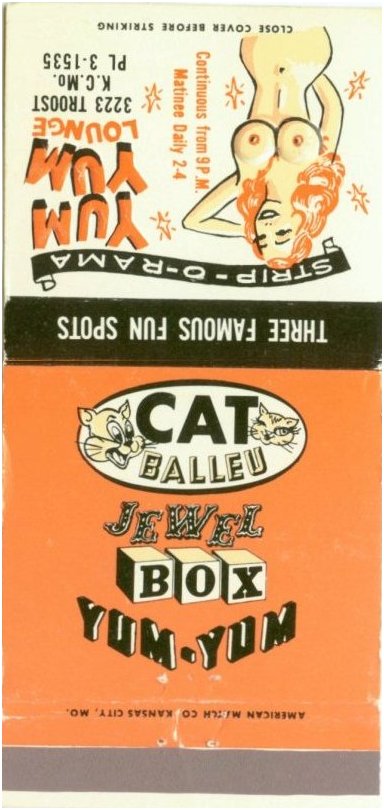 STRIP-O-RAMA
YUM
YUM
LOUNGE
3223 TROOST
K.C.Mo.
PL 3-1535
Continuous from 9 P.M.
Matinee Daily 2-4
CLOSE COVER BEFORE STRIKING
THREE FAMOUS FUN SPOTS
CAT
BALLEU
JEWEL
BOX
YUM-YUM
AMERICAN MATCH CO. KANSAS CITY, MO.